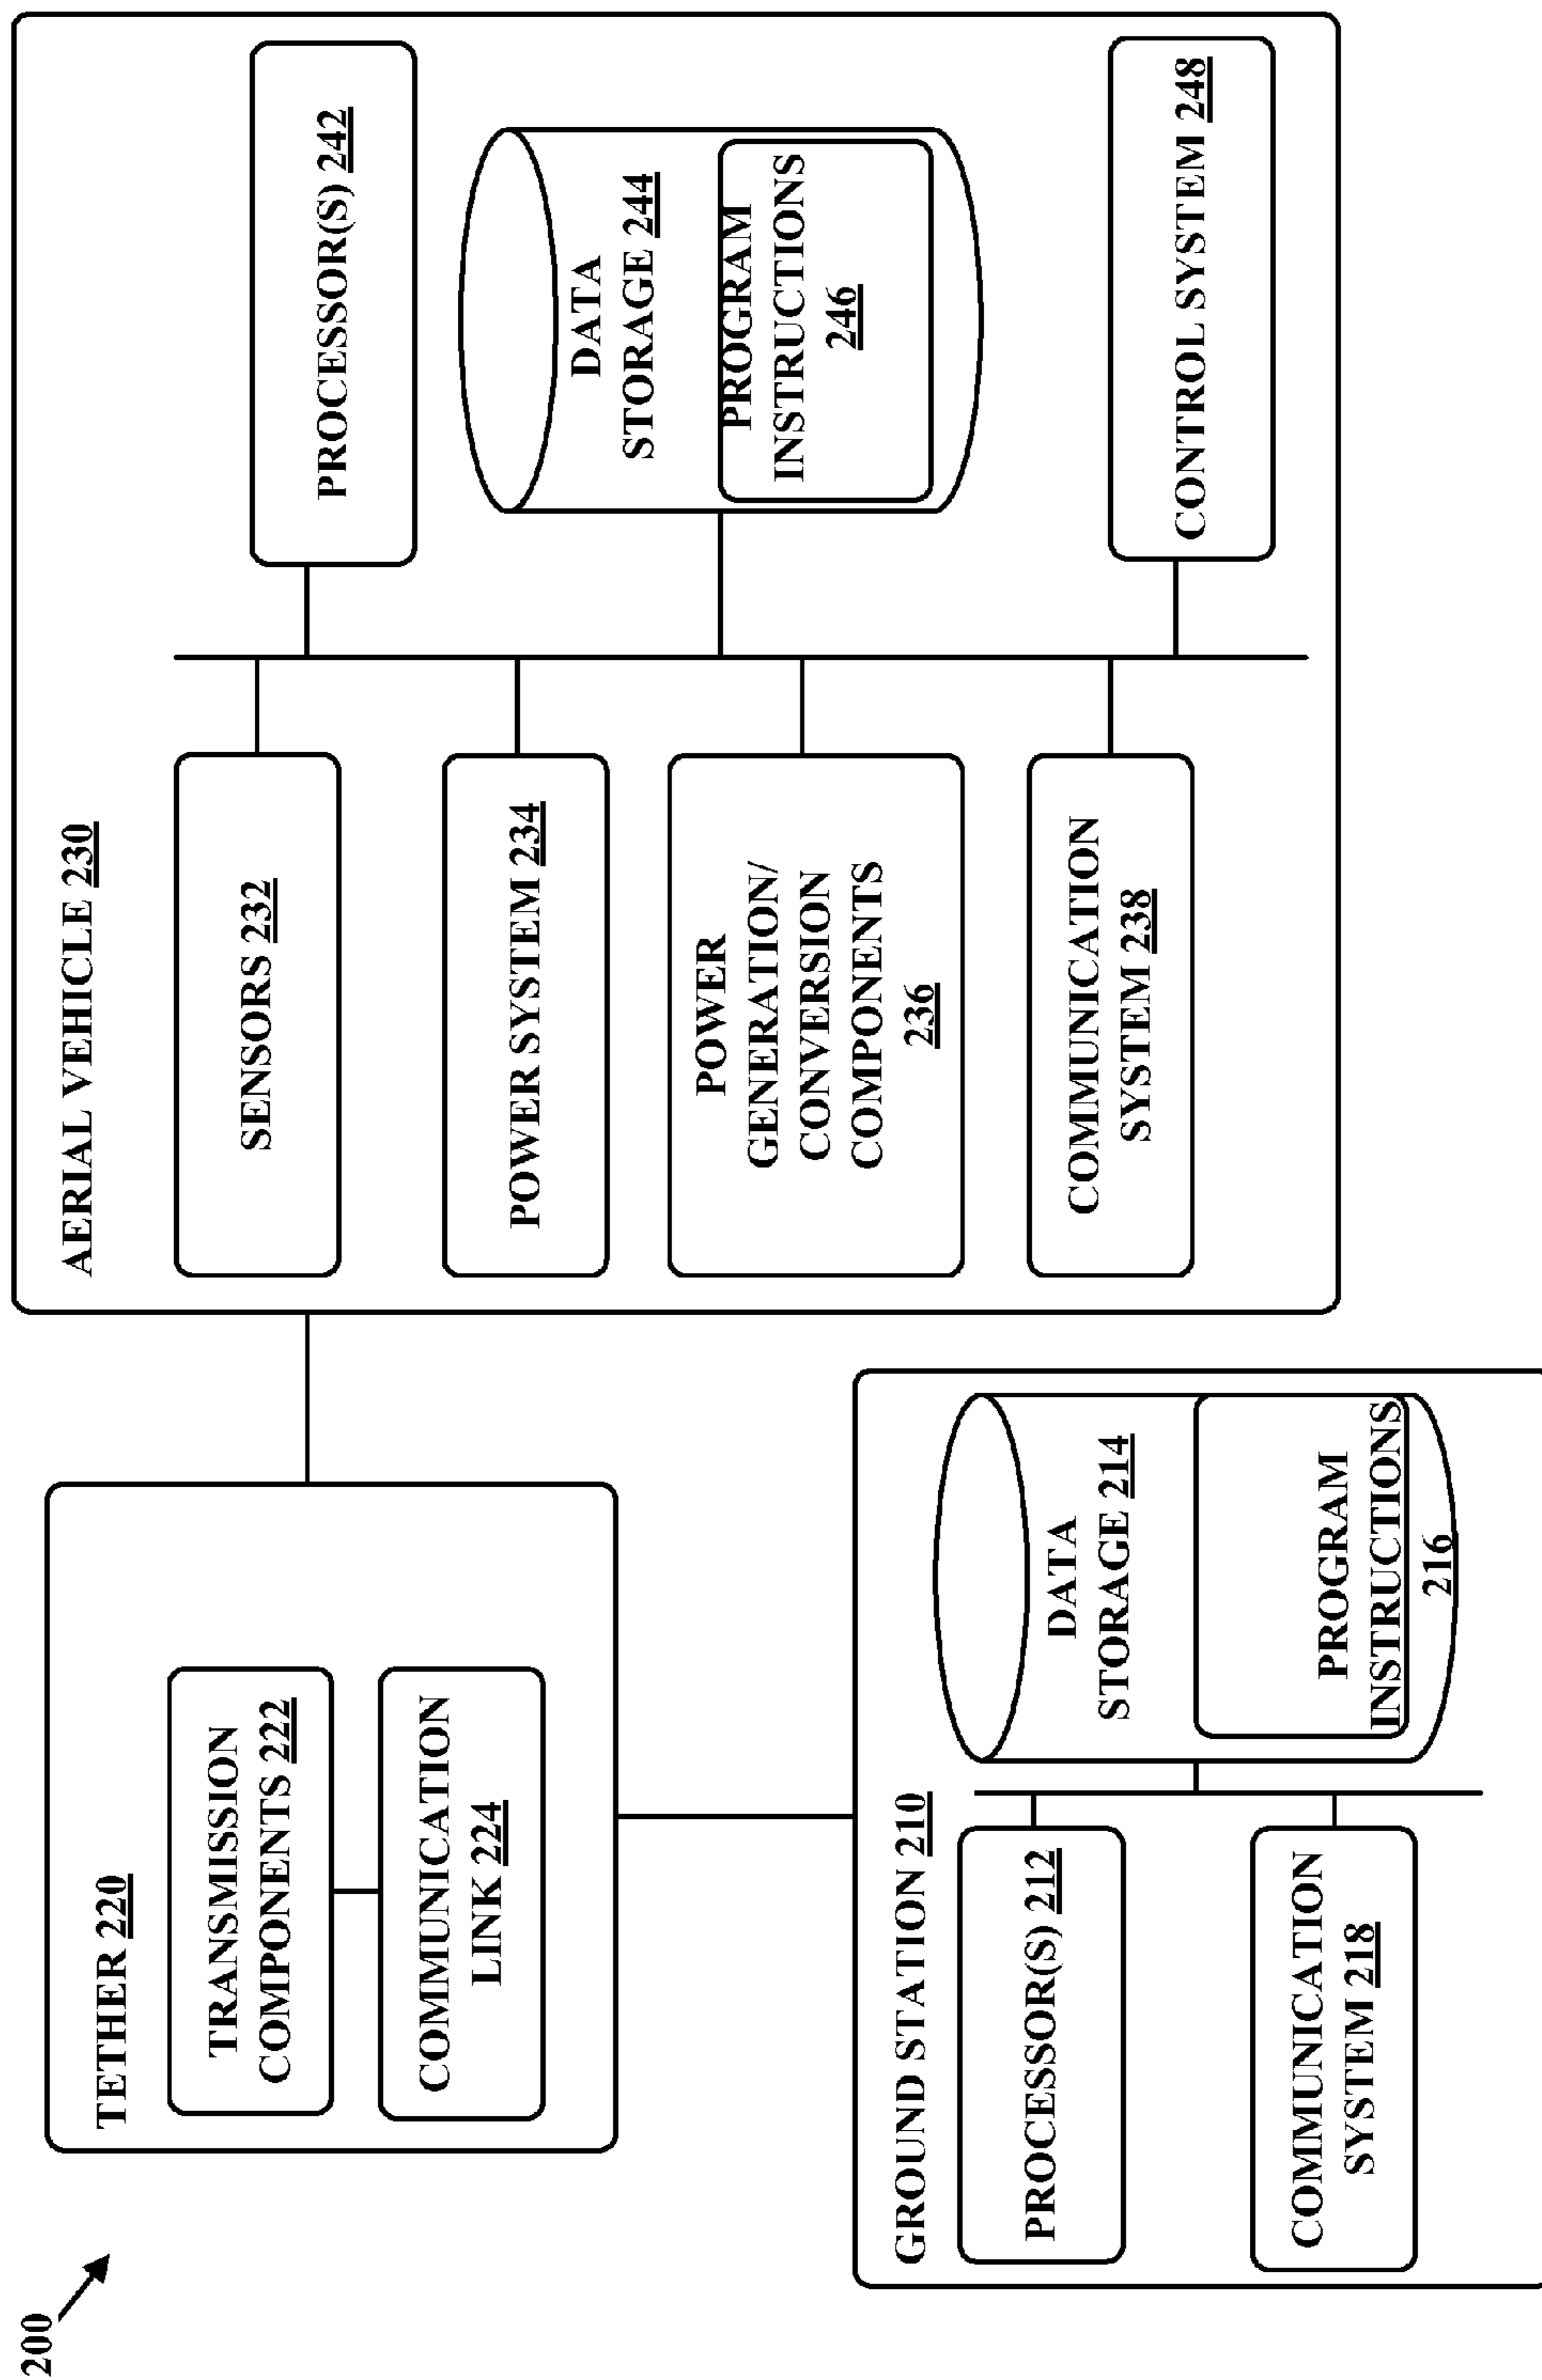 200
TETHER 220
TRANSMISSION
COMPONENTS 222
COMMUNICATION
LINK 224
GROUND STATION 210
PROCESSOR(S) 212
COMMUNICATION
SYSTEM 218
DATA
STORAGE 214
PROGRAM
INSTRUCTIONS
216
AERIAL VEHICLE 230
SENSORS 232
POWER SYSTEM 234
POWER
GENERATION/
CONVERSION
COMPONENTS
236
COMMUNICATION
SYSTEM 238
PROCESSOR(S) 242
DATA
STORAGE 244
PROGRAM
INSTRUCTIONS
246
CONTROL SYSTEM 248